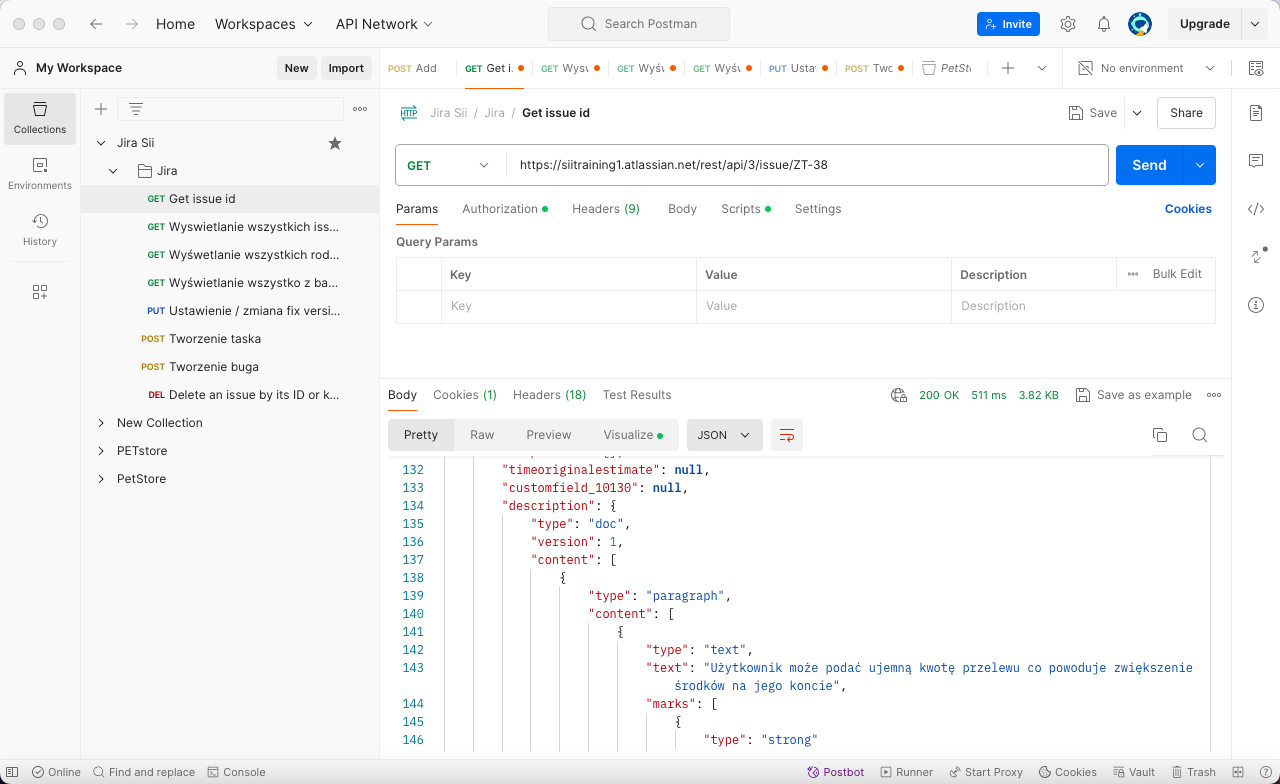 Home Workspaces API Network Search Postman Invite Upgrade
My Workspace New Import POST Add GET Get i. GET Wysv GET Wyśv GET Wyśv PUT Usta POST Two PetSto No environment
Collections
Environments
History
Jira Sii
Jira
GET Get issue id
GET Wyswietlanie wszystkich iss...
GET Wyśwetlanie wszystkich rod...
GET Wyświetlanie wszystko z ba...
PUT Ustawienie / zmiana fix versi...
POST Tworzenie taska
POST Tworzenie buga
DEL Delete an issue by its ID or k...
New Collection
PETstore
PetStore
HTTP Jira Sii / Jira / Get issue id Save Share
GET https://siitraining1.atlassian.net/rest/api/3/issue/ZT-38 Send
Params Authorization Headers (9) Body Scripts Settings Cookies
Query Params
Key Value Description Bulk Edit
Key Value Description
Body Cookies (1) Headers (18) Test Results 200 OK 511 ms 3.82 KB Save as example
Pretty Raw Preview Visualize JSON
132 "timeoriginalestimate": null,
133 "customfield_10130": null,
134 "description": {
135 "type": "doc",
136 "version": 1,
137 "content": [
138 {
139 "type": "paragraph",
140 "content": [
141 {
142 "type": "text",
143 "text": "Użytkownik może podać ujemną kwotę przelewu co powoduje zwiększenie
środków na jego koncie",
144 "marks": [
145 {
146 "type": "strong"
Online Find and replace Console Postbot Runner Start Proxy Cookies Vault Trash